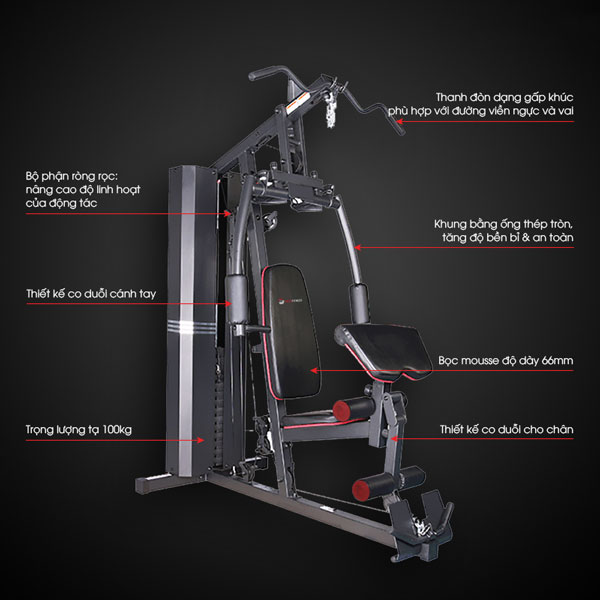 Thanh đòn dạng gấp khúc
phù hợp với đường viền ngực và vai
Bộ phận ròng rọc:
nâng cao độ linh hoạt
của động tác
Khung bằng ống thép tròn,
tăng độ bền bỉ & an toàn
Thiết kế co duỗi cánh tay
Bọc mousse độ dày 66mm
Trọng lượng tạ 100kg
Thiết kế co duỗi cho chân